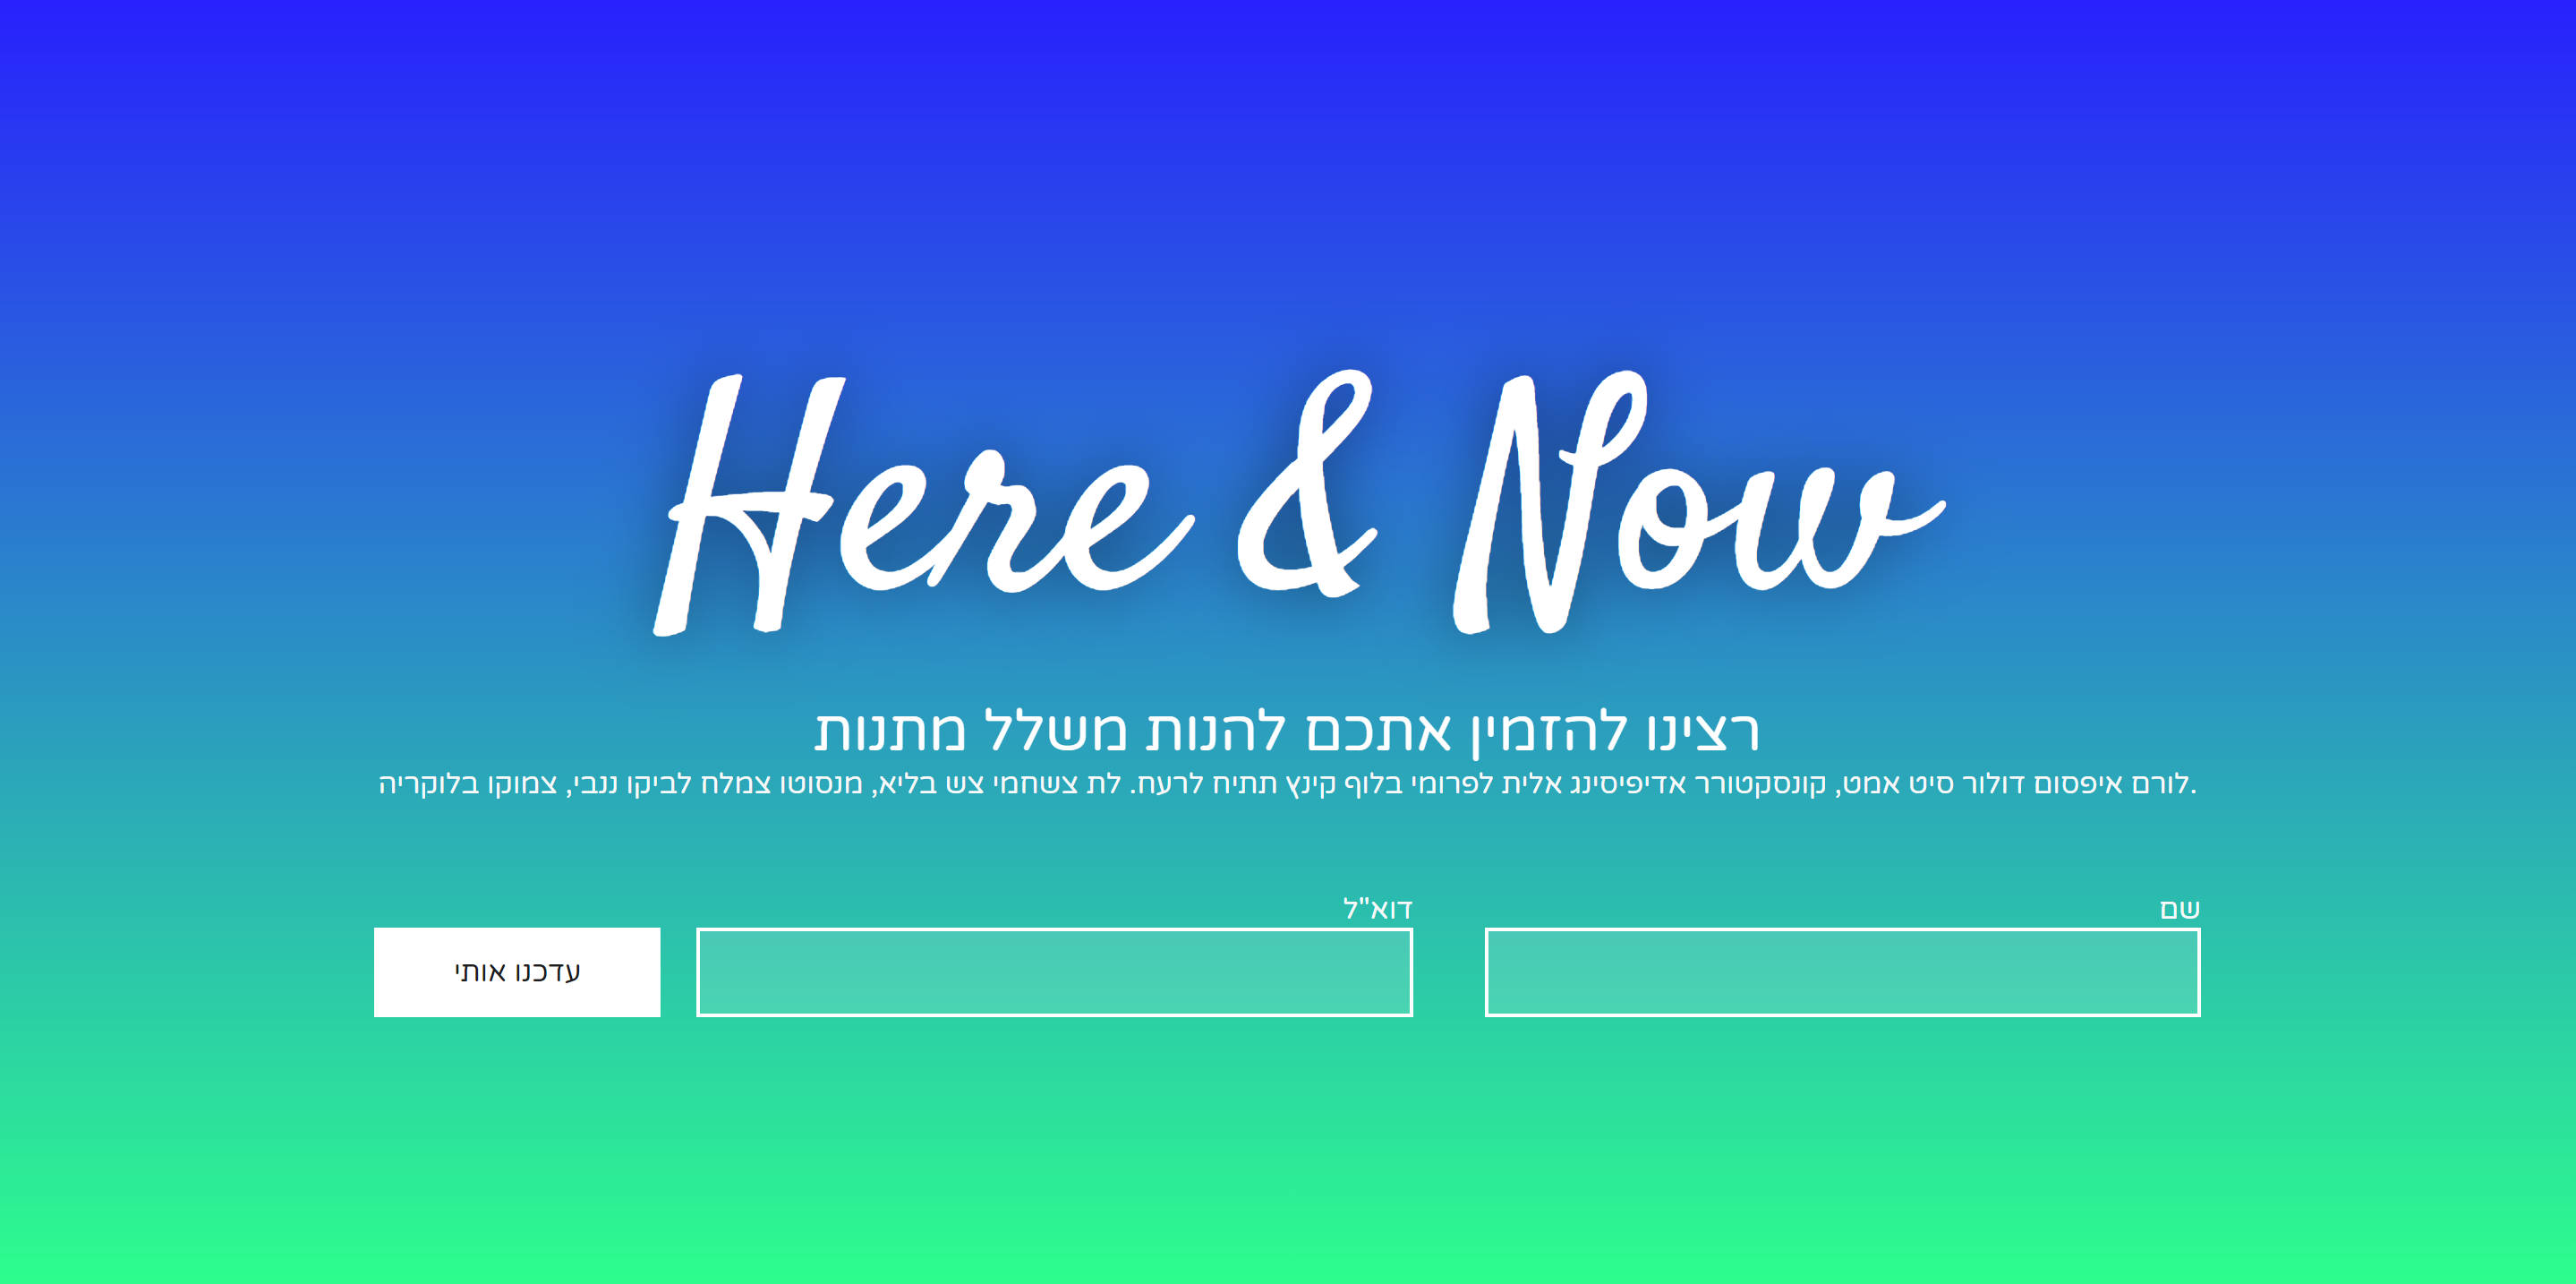 Here & Now
רצינו להזמין אתכם להנות משלל מתנות
לורם איפסום דולור סיט אמט, קונסקטורר אדיפיסינג אלית לפרומי בלוף קינץ תתיח לרעח. לת צשחמי צש בליא, מנסוטו צמלח לביקו ננבי, צמוקו בלוקריה.
שם
דוא"ל
עדכנו אותי